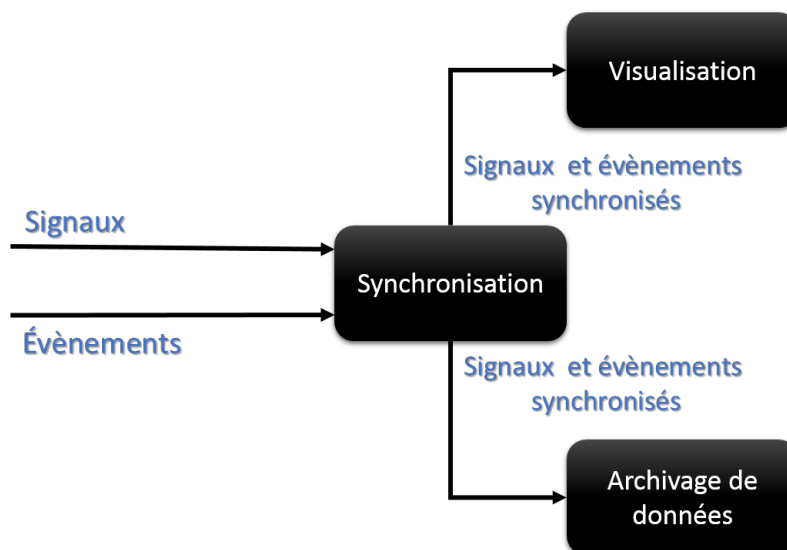 Visualisation
Signaux et évènements
synchronisés
Signaux
Synchronisation
Évènements
Signaux et évènements
synchronisés
Archivage de
données